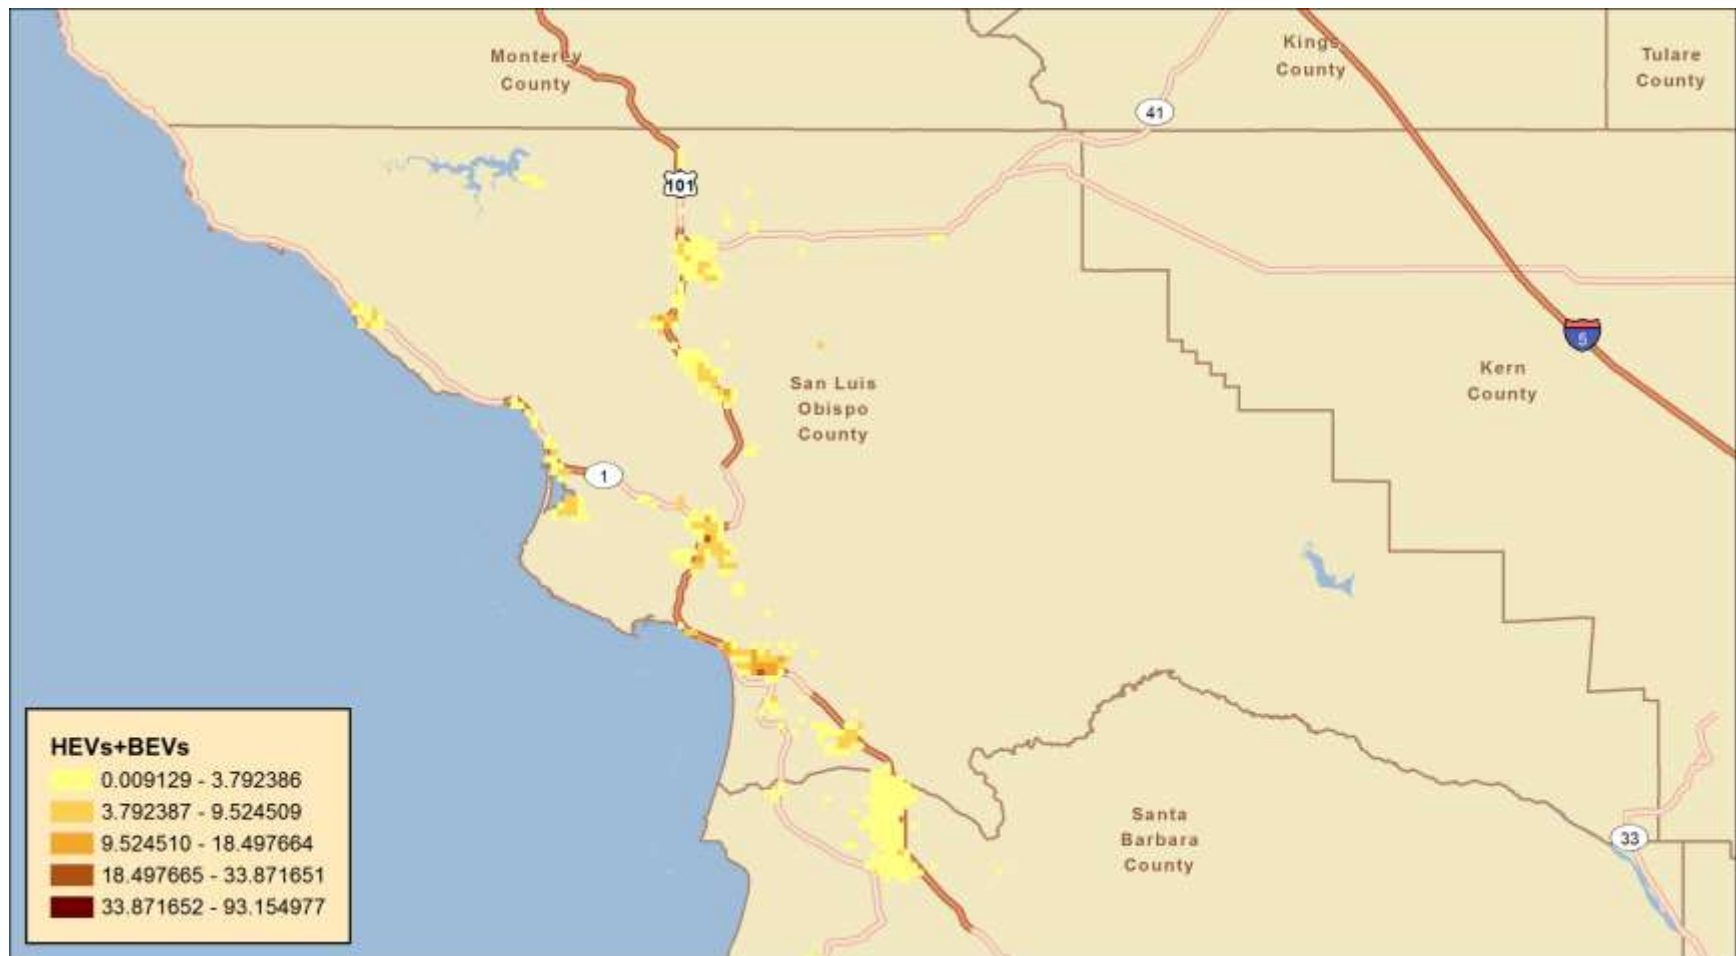 Monterey
County
Kings
County
Tulare
County
41
101
San Luis
Obispo
County
5
Kern
County
1
Santa
Barbara
County
33
HEVs+BEVs
0.009129 - 3.792386
3.792387 - 9.524509
9.524510 - 18.497664
18.497665 - 33.871651
33.871652 - 93.154977